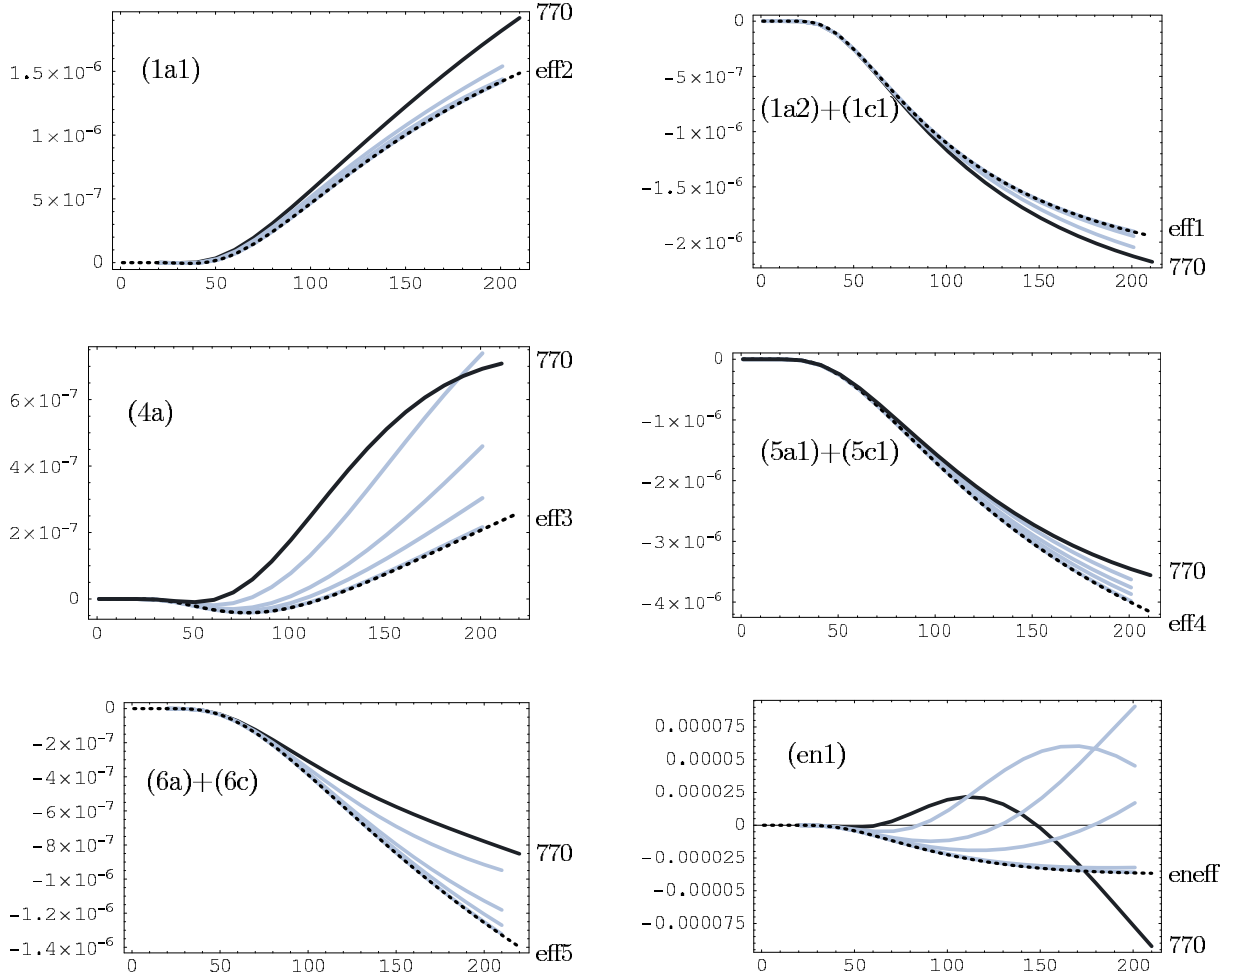 770
1.5×10⁻⁶
(1a1)
eff2
1×10⁻⁶
5×10⁻⁷
0
0 50 100 150 200
0
-5×10⁻⁷
(1a2)+(1c1)
-1×10⁻⁶
-1.5×10⁻⁶
eff1
-2×10⁻⁶
770
0 50 100 150 200
770
6×10⁻⁷
(4a)
4×10⁻⁷
2×10⁻⁷
eff3
0
0 50 100 150 200
0
-1×10⁻⁶
(5a1)+(5c1)
-2×10⁻⁶
-3×10⁻⁶
770
-4×10⁻⁶
eff4
0 50 100 150 200
0
-2×10⁻⁷
-4×10⁻⁷
(6a)+(6c)
-6×10⁻⁷
-8×10⁻⁷
770
-1×10⁻⁶
-1.2×10⁻⁶
-1.4×10⁻⁶
eff5
0 50 100 150 200
0.000075
(en1)
0.00005
0.000025
0
-0.000025
eneff
-0.00005
-0.000075
770
0 50 100 150 200